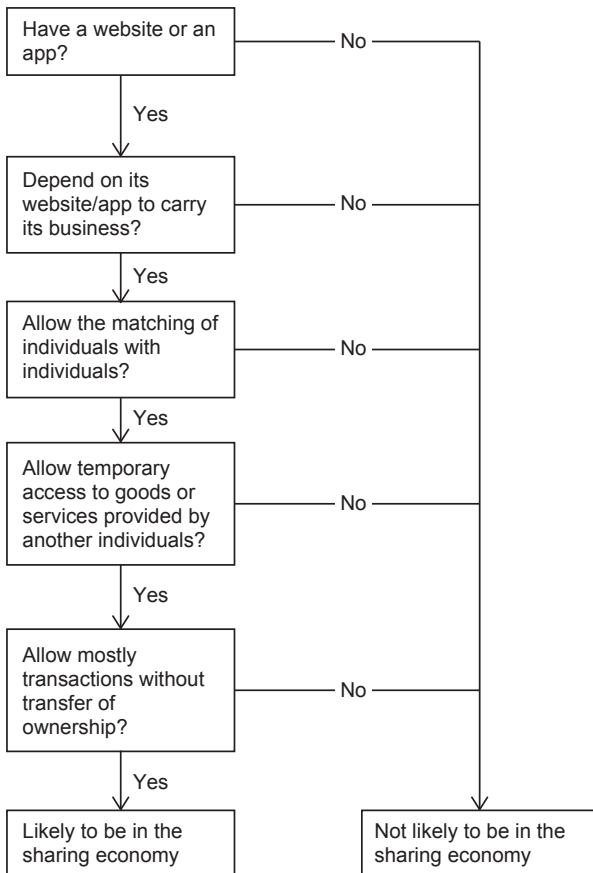 Have a website or an
app?
No
Yes
Depend on its
website/app to carry
its business?
No
Yes
Allow the matching of
individuals with
individuals?
No
Yes
Allow temporary
access to goods or
services provided by
another individuals?
No
Yes
Allow mostly
transactions without
transfer of
ownership?
No
Yes
Likely to be in the
sharing economy
Not likely to be in the
sharing economy